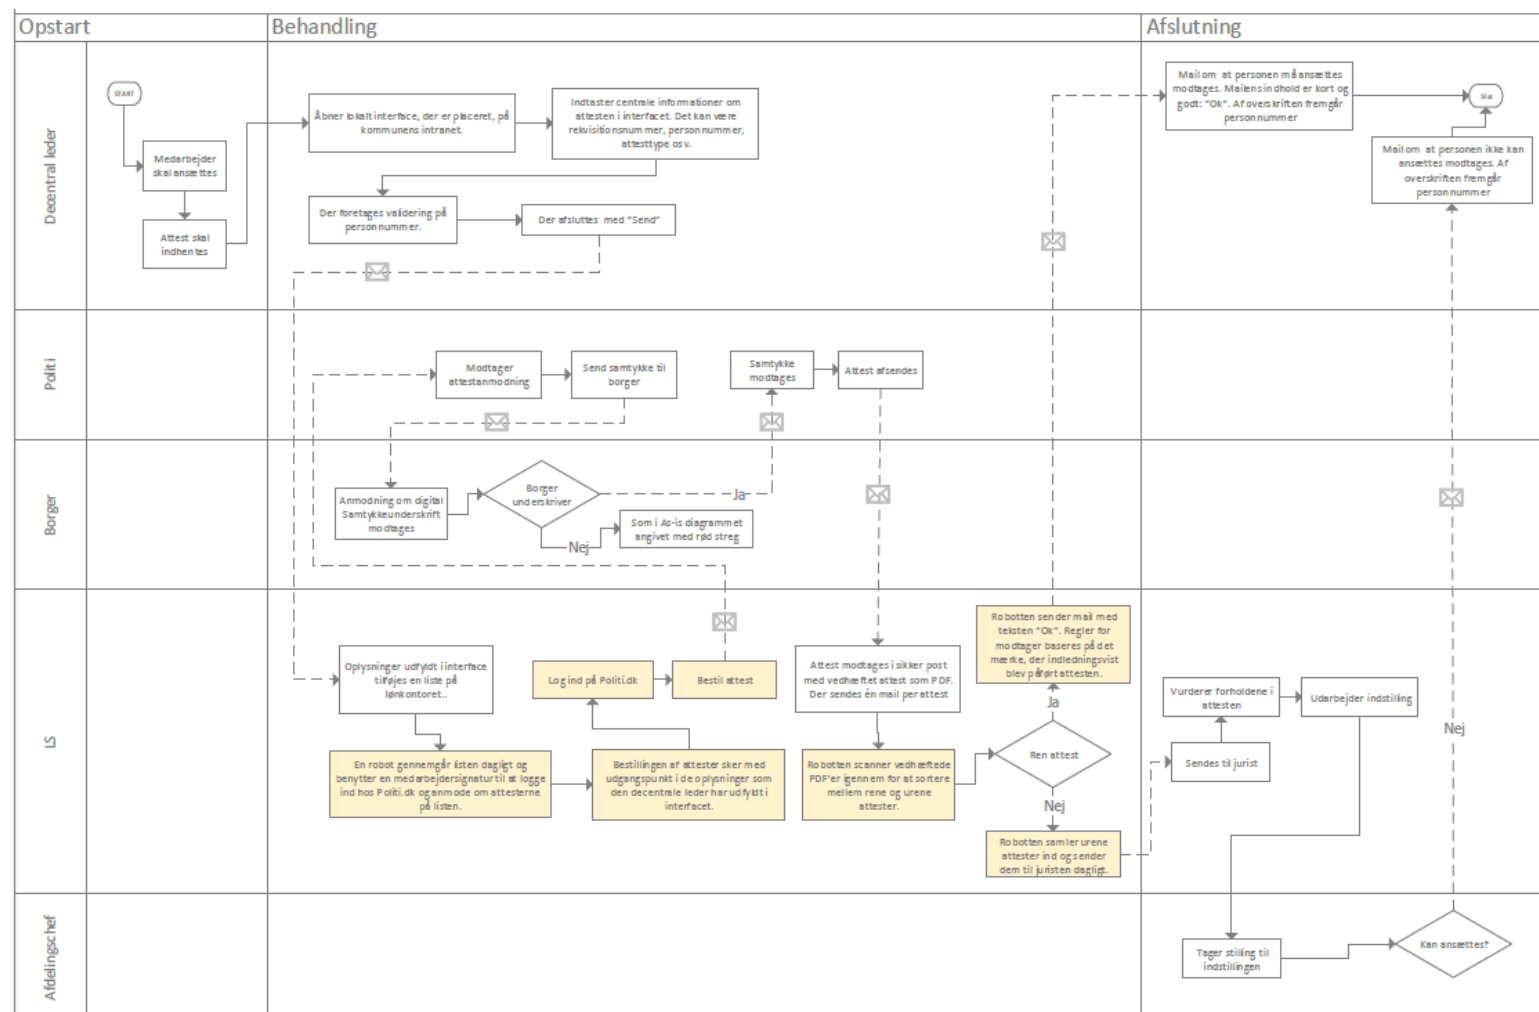 Opstart
Behandling
Afslutning
Decentral leder
START
Medarbejder
skal ansættes
Attest skal
indhentes
Åbner lokalt interface, der er placeret, på
kommunens intranet.
Indtaster centrale informationer om
attesten i interfacet. Det kan være
rekvisitionsnummer, personnummer,
attesttype osv.
Der foretages validering på
personnummer.
Der afsluttes med "Send"
Mail om at personen må ansættes
modtages. Mailens indhold er kort og
godt: "Ok". Af overskriften fremgår
personnummer
Slut
Mail om at personen ikke kan
ansættes modtages. Af
overskriften fremgår
personnummer
Politi
Modtager
attestanmodning
Send samtykke til
borger
Samtykke
modtages
Attest afsendes
Borger
Anmodning om digital
Samtykkeunderskrift
modtages
Borger
underskriver
Ja
Nej
Som i As-is diagrammet
angivet med rød streg
LS
Oplysninger udfyldt i interface
tilføjes en liste på
lønkontoret..
Log ind på Politi.dk
Bestil attest
En robot gennemgår listen dagligt og
benytter en medarbejdersignatur til at logge
ind hos Politi.dk og anmode om attesterne
på listen.
Bestillingen af attester sker med
udgangspunkt i de oplysninger som
den decentrale leder har udfyldt i
interfacet.
Attest modtages i sikker post
med vedhæftet attest som PDF.
Der sendes én mail per attest
Robotten scanner vedhæftede
PDF'er igennem for at sortere
mellem rene og urene
attester.
Robotten sender mail med
teksten "Ok". Regler for
modtager baseres på det
mærke, der indledningsvist
blev påført attesten.
Ja
Ren attest
Nej
Robotten samler urene
attester ind og sender
dem til juristen dagligt.
Vurderer forholdene i
attesten
Udarbejder indstilling
Sendes til jurist
Nej
Afdelingschef
Tager stilling til
indstillingen
Kan ansættes?